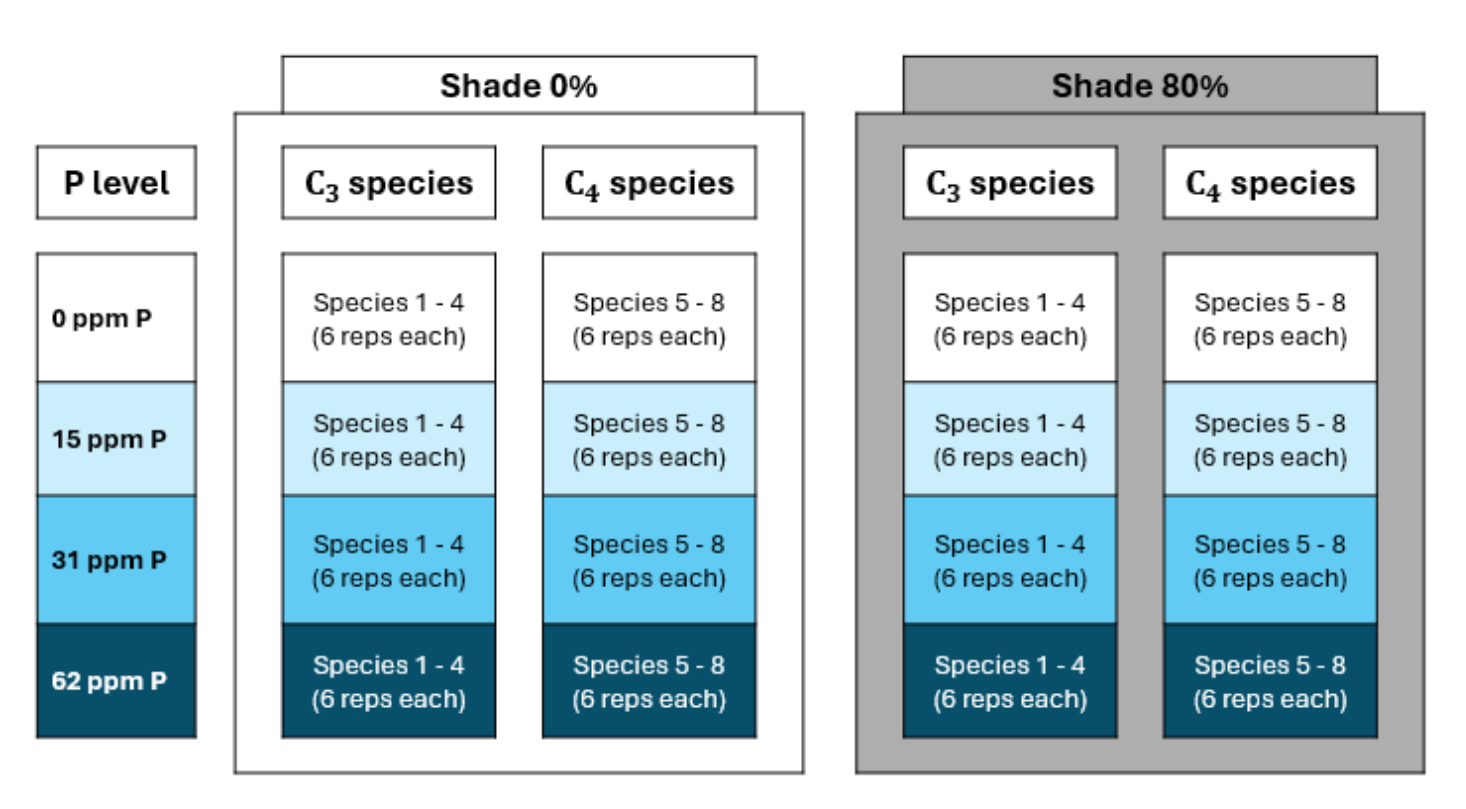 Shade 0%
Shade 80%
P level
C₃ species
C₄ species
C₃ species
C₄ species
0 ppm P
Species 1 - 4
(6 reps each)
Species 5 - 8
(6 reps each)
Species 1 - 4
(6 reps each)
Species 5 - 8
(6 reps each)
15 ppm P
Species 1 - 4
(6 reps each)
Species 5 - 8
(6 reps each)
Species 1 - 4
(6 reps each)
Species 5 - 8
(6 reps each)
31 ppm P
Species 1 - 4
(6 reps each)
Species 5 - 8
(6 reps each)
Species 1 - 4
(6 reps each)
Species 5 - 8
(6 reps each)
62 ppm P
Species 1 - 4
(6 reps each)
Species 5 - 8
(6 reps each)
Species 1 - 4
(6 reps each)
Species 5 - 8
(6 reps each)